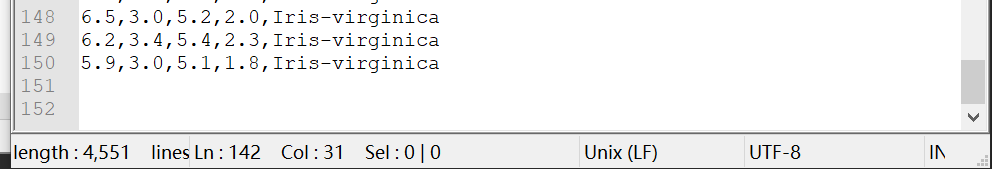 148 6.5,3.0,5.2,2.0,Iris-virginica
149 6.2,3.4,5.4,2.3,Iris-virginica
150 5.9,3.0,5.1,1.8,Iris-virginica
151
152
length : 4,551 lines Ln : 142 Col : 31 Sel : 0 | 0 Unix (LF) UTF-8 IN